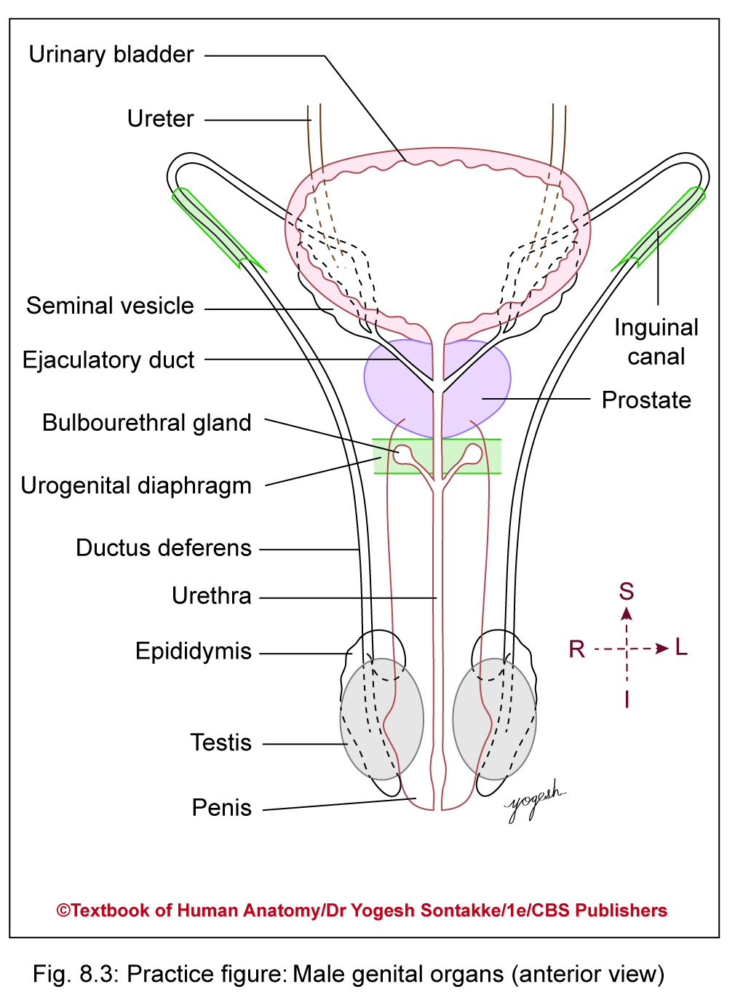 Urinary bladder
Ureter
Seminal vesicle
Ejaculatory duct
Inguinal
canal
Prostate
Bulbourethral gland
Urogenital diaphragm
Ductus deferens
Urethra
S
R
L
I
Epididymis
Testis
Penis
yogesh
©Textbook of Human Anatomy/Dr Yogesh Sontakke/1e/CBS Publishers
Fig. 8.3: Practice figure: Male genital organs (anterior view)